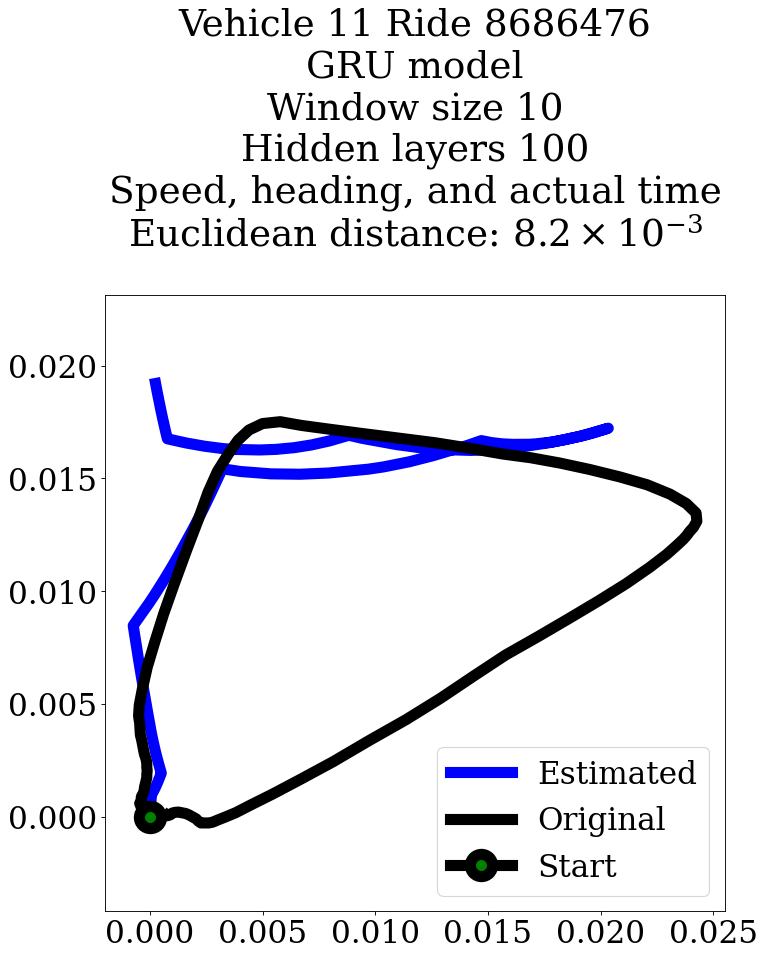 Vehicle 11 Ride 8686476
GRU model
Window size 10
Hidden layers 100
Speed, heading, and actual time
Euclidean distance: 8.2 × 10⁻³
0.020
0.015
0.010
0.005
0.000
Estimated
Original
Start
0.000 0.005 0.010 0.015 0.020 0.025